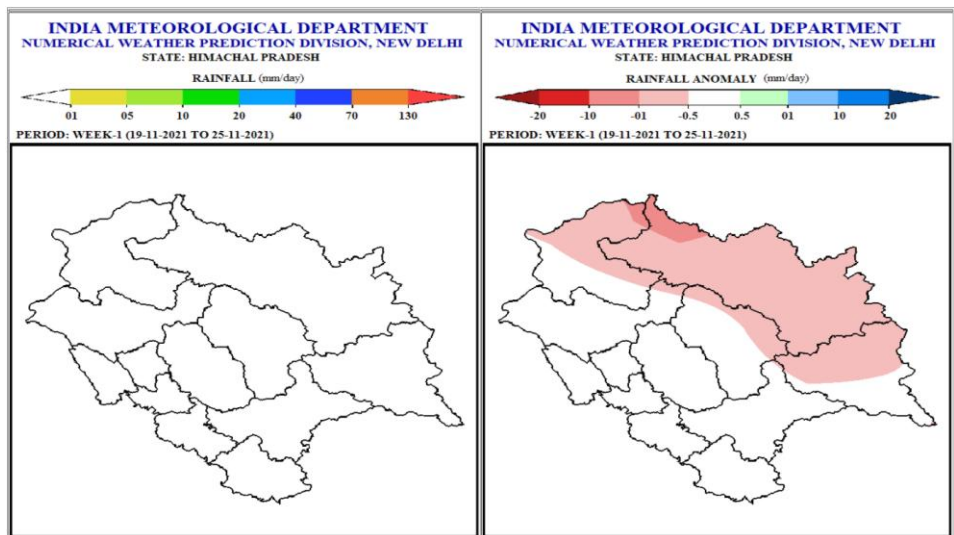 INDIA METEOROLOGICAL DEPARTMENT
NUMERICAL WEATHER PREDICTION DIVISION, NEW DELHI
STATE: HIMACHAL PRADESH
RAINFALL (mm/day)
01 05 10 20 40 70 130
PERIOD: WEEK-1 (19-11-2021 TO 25-11-2021)
INDIA METEOROLOGICAL DEPARTMENT
NUMERICAL WEATHER PREDICTION DIVISION, NEW DELHI
STATE: HIMACHAL PRADESH
RAINFALL ANOMALY (mm/day)
-20 -10 -01 -0.5 0.5 01 10 20
PERIOD: WEEK-1 (19-11-2021 TO 25-11-2021)